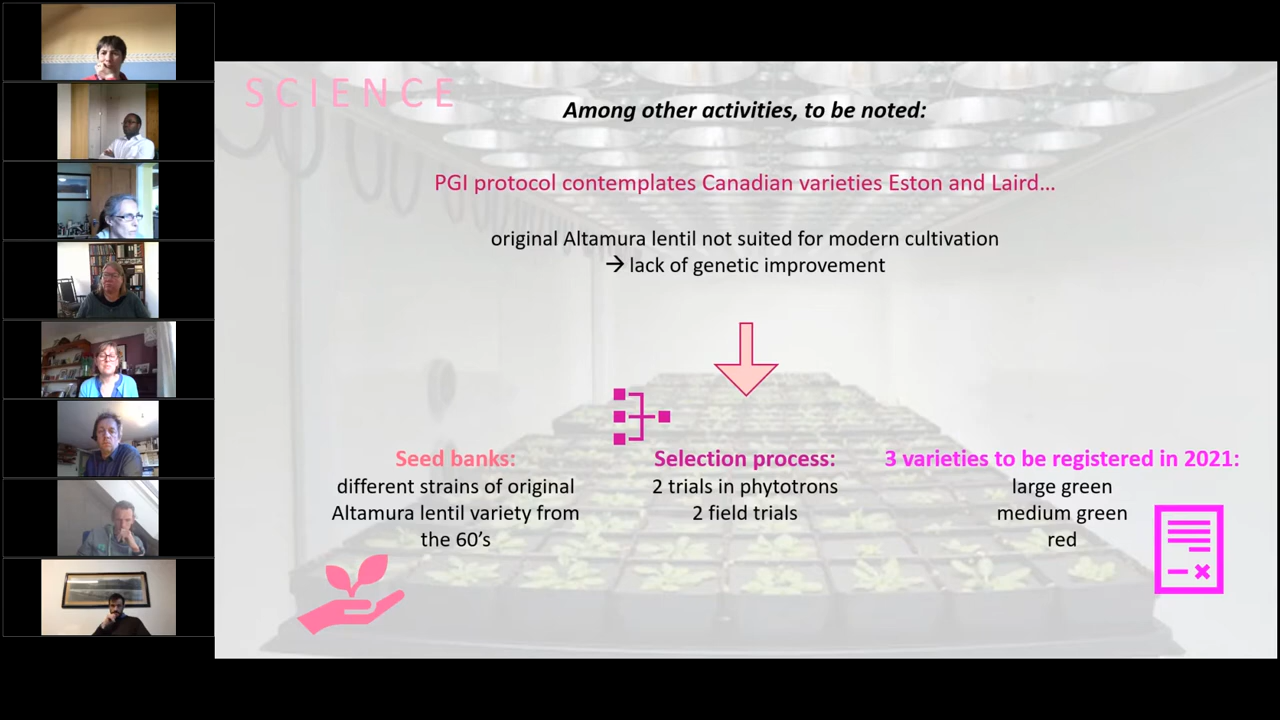 SCIENCE
Among other activities, to be noted:
PGI protocol contemplates Canadian varieties Eston and Laird...
original Altamura lentil not suited for modern cultivation
→ lack of genetic improvement
Seed banks:
different strains of original
Altamura lentil variety from
the 60's
Selection process:
2 trials in phytotrons
2 field trials
3 varieties to be registered in 2021:
large green
medium green
red